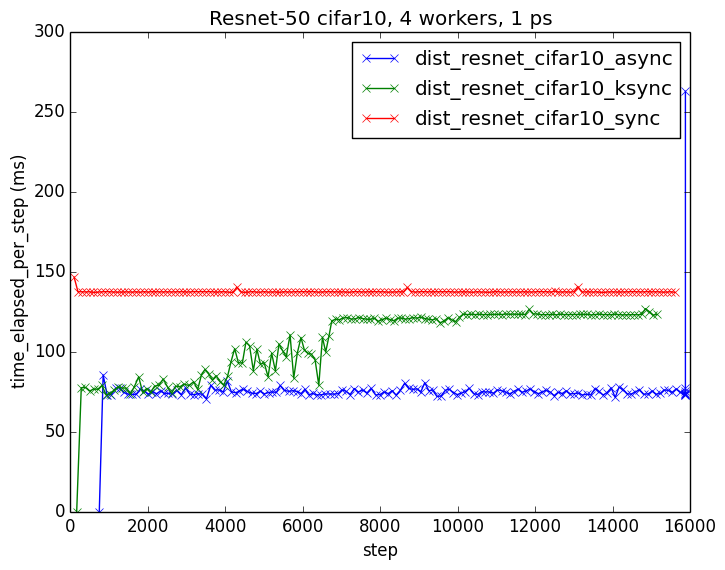 Resnet-50 cifar10, 4 workers, 1 ps
300
250
200
150
100
50
0
time_elapsed_per_step (ms)
dist_resnet_cifar10_async
dist_resnet_cifar10_ksync
dist_resnet_cifar10_sync
0 2000 4000 6000 8000 10000 12000 14000 16000
step